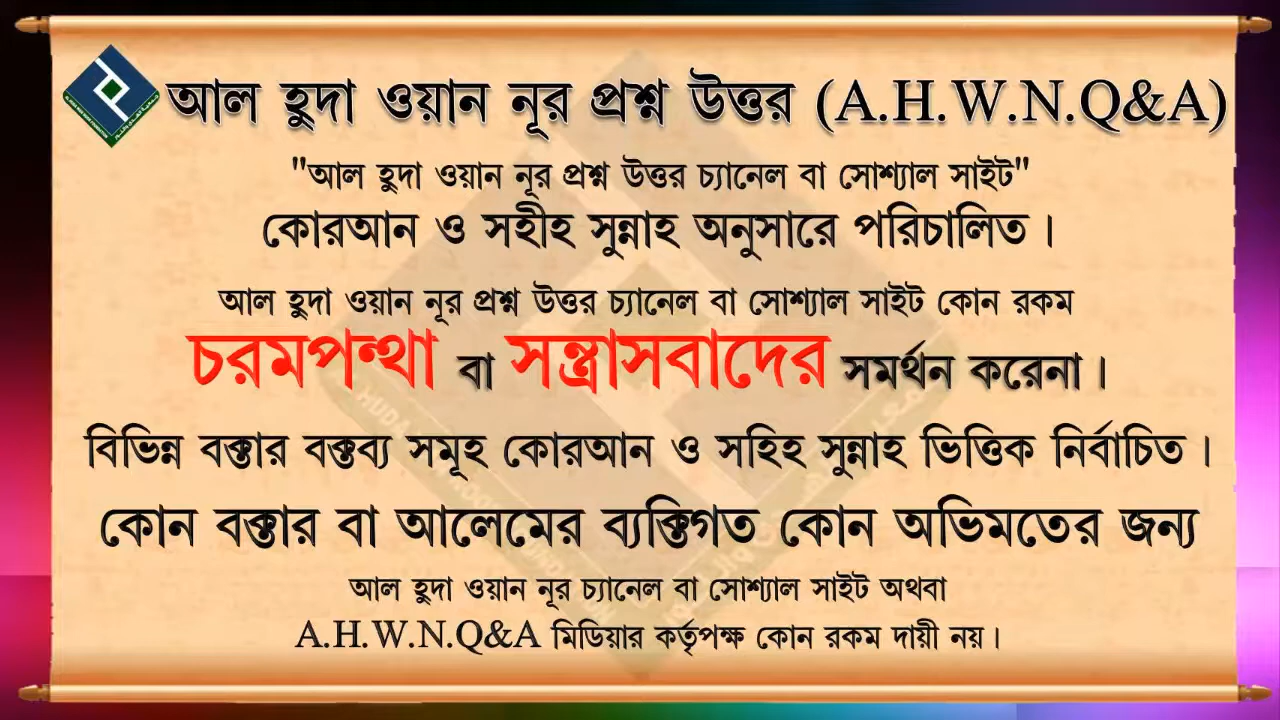 আল হুদা ওয়ান নূর প্রশ্ন উত্তর (A.H.W.N.Q&A)
"আল হুদা ওয়ান নূর প্রশ্ন উত্তর চ্যানেল বা সোশ্যাল সাইট"
কোরআন ও সহীহ সুন্নাহ অনুসারে পরিচালিত।
আল হুদা ওয়ান নূর প্রশ্ন উত্তর চ্যানেল বা সোশ্যাল সাইট কোন রকম
চরমপন্থা বা সন্ত্রাসবাদের সমর্থন করেনা।
বিভিন্ন বক্তার বক্তব্য সমূহ কোরআন ও সহিহ সুন্নাহ ভিত্তিক নির্বাচিত।
কোন বক্তার বা আলেমের ব্যক্তিগত কোন অভিমতের জন্য
আল হুদা ওয়ান নূর চ্যানেল বা সোশ্যাল সাইট অথবা
A.H.W.N.Q&A মিডিয়ার কর্তৃপক্ষ কোন রকম দায়ী নয়।